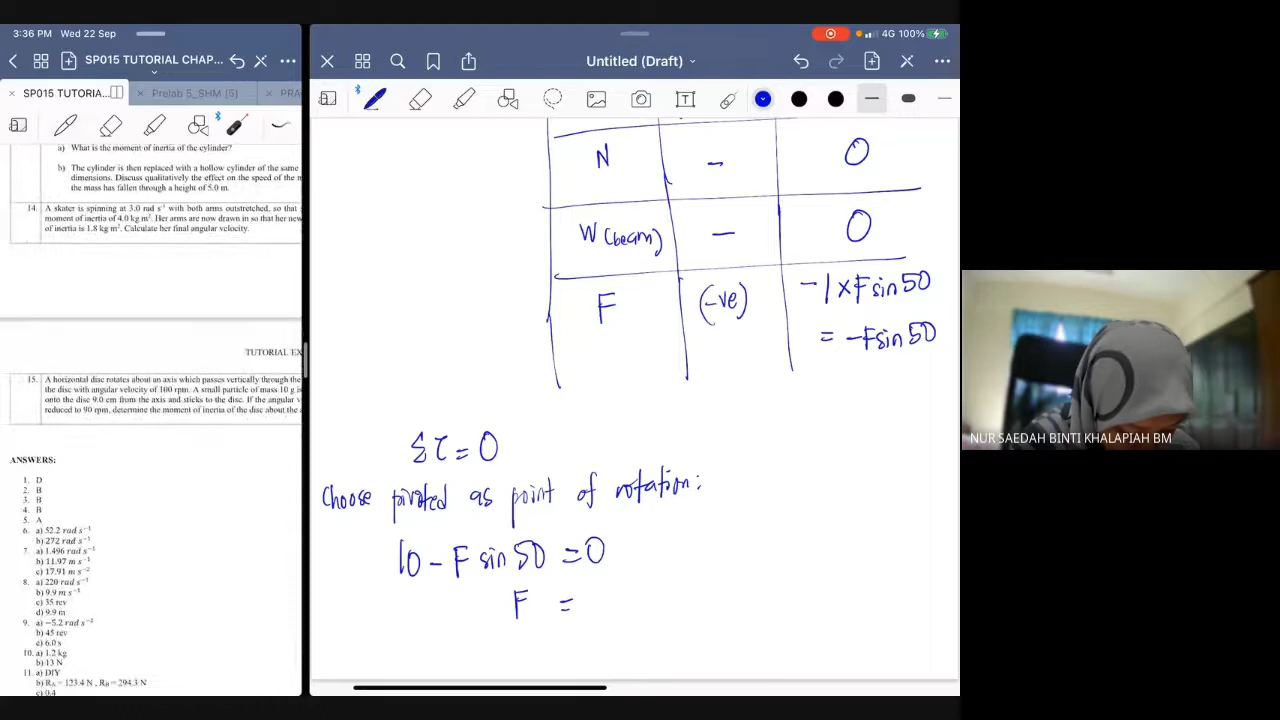 3:36 PM Wed 22 Sep
4G 100%
SP015 TUTORIAL CHAP...
Untitled (Draft)
SP015 TUTORIA...
Prelab 5_SHM (5)
a) What is the moment of inertia of the cylinder?
b) The cylinder is then replaced with a hollow cylinder of the same
dimensions. Discuss qualitatively the effect on the speed of the m
the mass has fallen through a height of 5.0 m.
14. A skater is spinning at 3.0 rad s⁻¹ with both arms outstretched, so that
moment of inertia of 4.0 kg m². Her arms are now drawn in so that her new
of inertia is 1.8 kg m². Calculate her final angular velocity.
TUTORIAL EX
15. A horizontal disc rotates about an axis which passes vertically through the
the disc with angular velocity of 100 rpm. A small particle of mass 10 g is
onto the disc 9.0 cm from the axis and sticks to the disc. If the angular v
reduced to 90 rpm, determine the moment of inertia of the disc about the
ANSWERS:
1. D
2. B
3. B
4. B
5. A
6. a) 52.2 rad s⁻¹
b) 272 rad s⁻¹
7. a) 1.496 rad s⁻¹
b) 11.97 m s⁻¹
c) 17.91 m s⁻²
8. a) 220 rad s⁻¹
b) 9.9 m s⁻¹
c) 35 rev
d) 9.9 m
9. a) −5.2 rad s⁻²
b) 45 rev
c) 6.0 s
10. a) 1.2 kg
b) 13 N
11. a) DIY
b) R_A = 123.4 N , R_B = 294.3 N
c) 0.4
N - 0
W(beam) - 0
F (-ve) -1×Fsin50
= -Fsin50
Στ = 0
Choose pivoted as point of rotation:
10 - F sin 50 = 0
F =
NUR SAEDAH BINTI KHALAPIAH BM